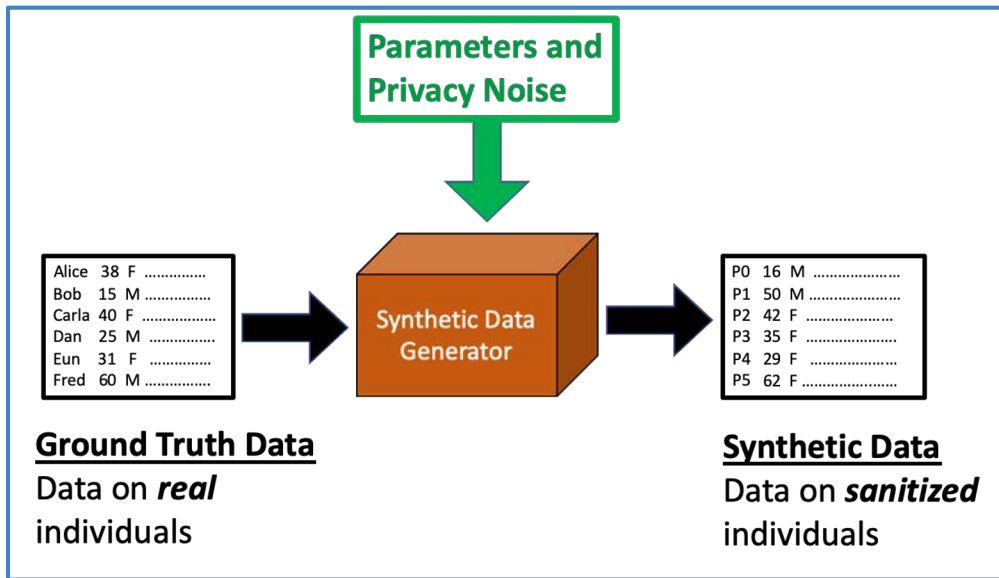 Parameters and
Privacy Noise
Alice 38 F ……………
Bob 15 M …………….
Carla 40 F ……………….
Dan 25 M …………….
Eun 31 F ……………….
Fred 60 M …………….
Synthetic Data
Generator
P0 16 M ………………….
P1 50 M ………………….
P2 42 F ………………….
P3 35 F ………………….
P4 29 F ………………….
P5 62 F ………………….
Ground Truth Data
Data on real
individuals
Synthetic Data
Data on sanitized
individuals